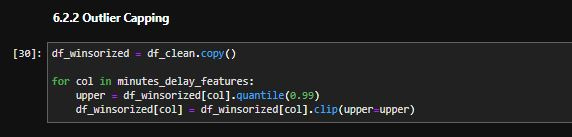 6.2.2 Outlier Capping
[30]: df_winsorized = df_clean.copy()
for col in minutes_delay_features:
    upper = df_winsorized[col].quantile(0.99)
    df_winsorized[col] = df_winsorized[col].clip(upper=upper)